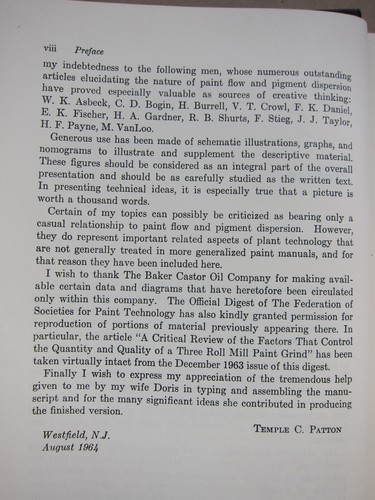 viii Preface
my indebtedness to the following men, whose numerous outstanding
articles elucidating the nature of paint flow and pigment dispersion
have proved especially valuable as sources of creative thinking:
W. K. Asbeck, C. D. Bogin, H. Burrell, V. T. Crowl, F. K. Daniel,
E. K. Fischer, H. A. Gardner, R. B. Shurts, F. Stieg, J. J. Taylor,
H. F. Payne, M. VanLoo.
Generous use has been made of schematic illustrations, graphs, and
nomograms to illustrate and supplement the descriptive material.
These figures should be considered as an integral part of the overall
presentation and should be as carefully studied as the written text.
In presenting technical ideas, it is especially true that a picture is
worth a thousand words.
Certain of my topics can possibly be criticized as bearing only a
casual relationship to paint flow and pigment dispersion. However,
they do represent important related aspects of plant technology that
are not generally treated in more generalized paint manuals, and for
that reason they have been included here.
I wish to thank The Baker Castor Oil Company for making avail-
able certain data and diagrams that have heretofore been circulated
only within this company. The Official Digest of The Federation of
Societies for Paint Technology has also kindly granted permission for
reproduction of portions of material previously appearing there. In
particular, the article "A Critical Review of the Factors That Control
the Quantity and Quality of a Three Roll Mill Paint Grind" has been
taken virtually intact from the December 1963 issue of this digest.
Finally I wish to express my appreciation of the tremendous help
given to me by my wife Doris in typing and assembling the manu-
script and for the many significant ideas she contributed in producing
the finished version.
TEMPLE C. PATTON
Westfield, N.J.
August 1964